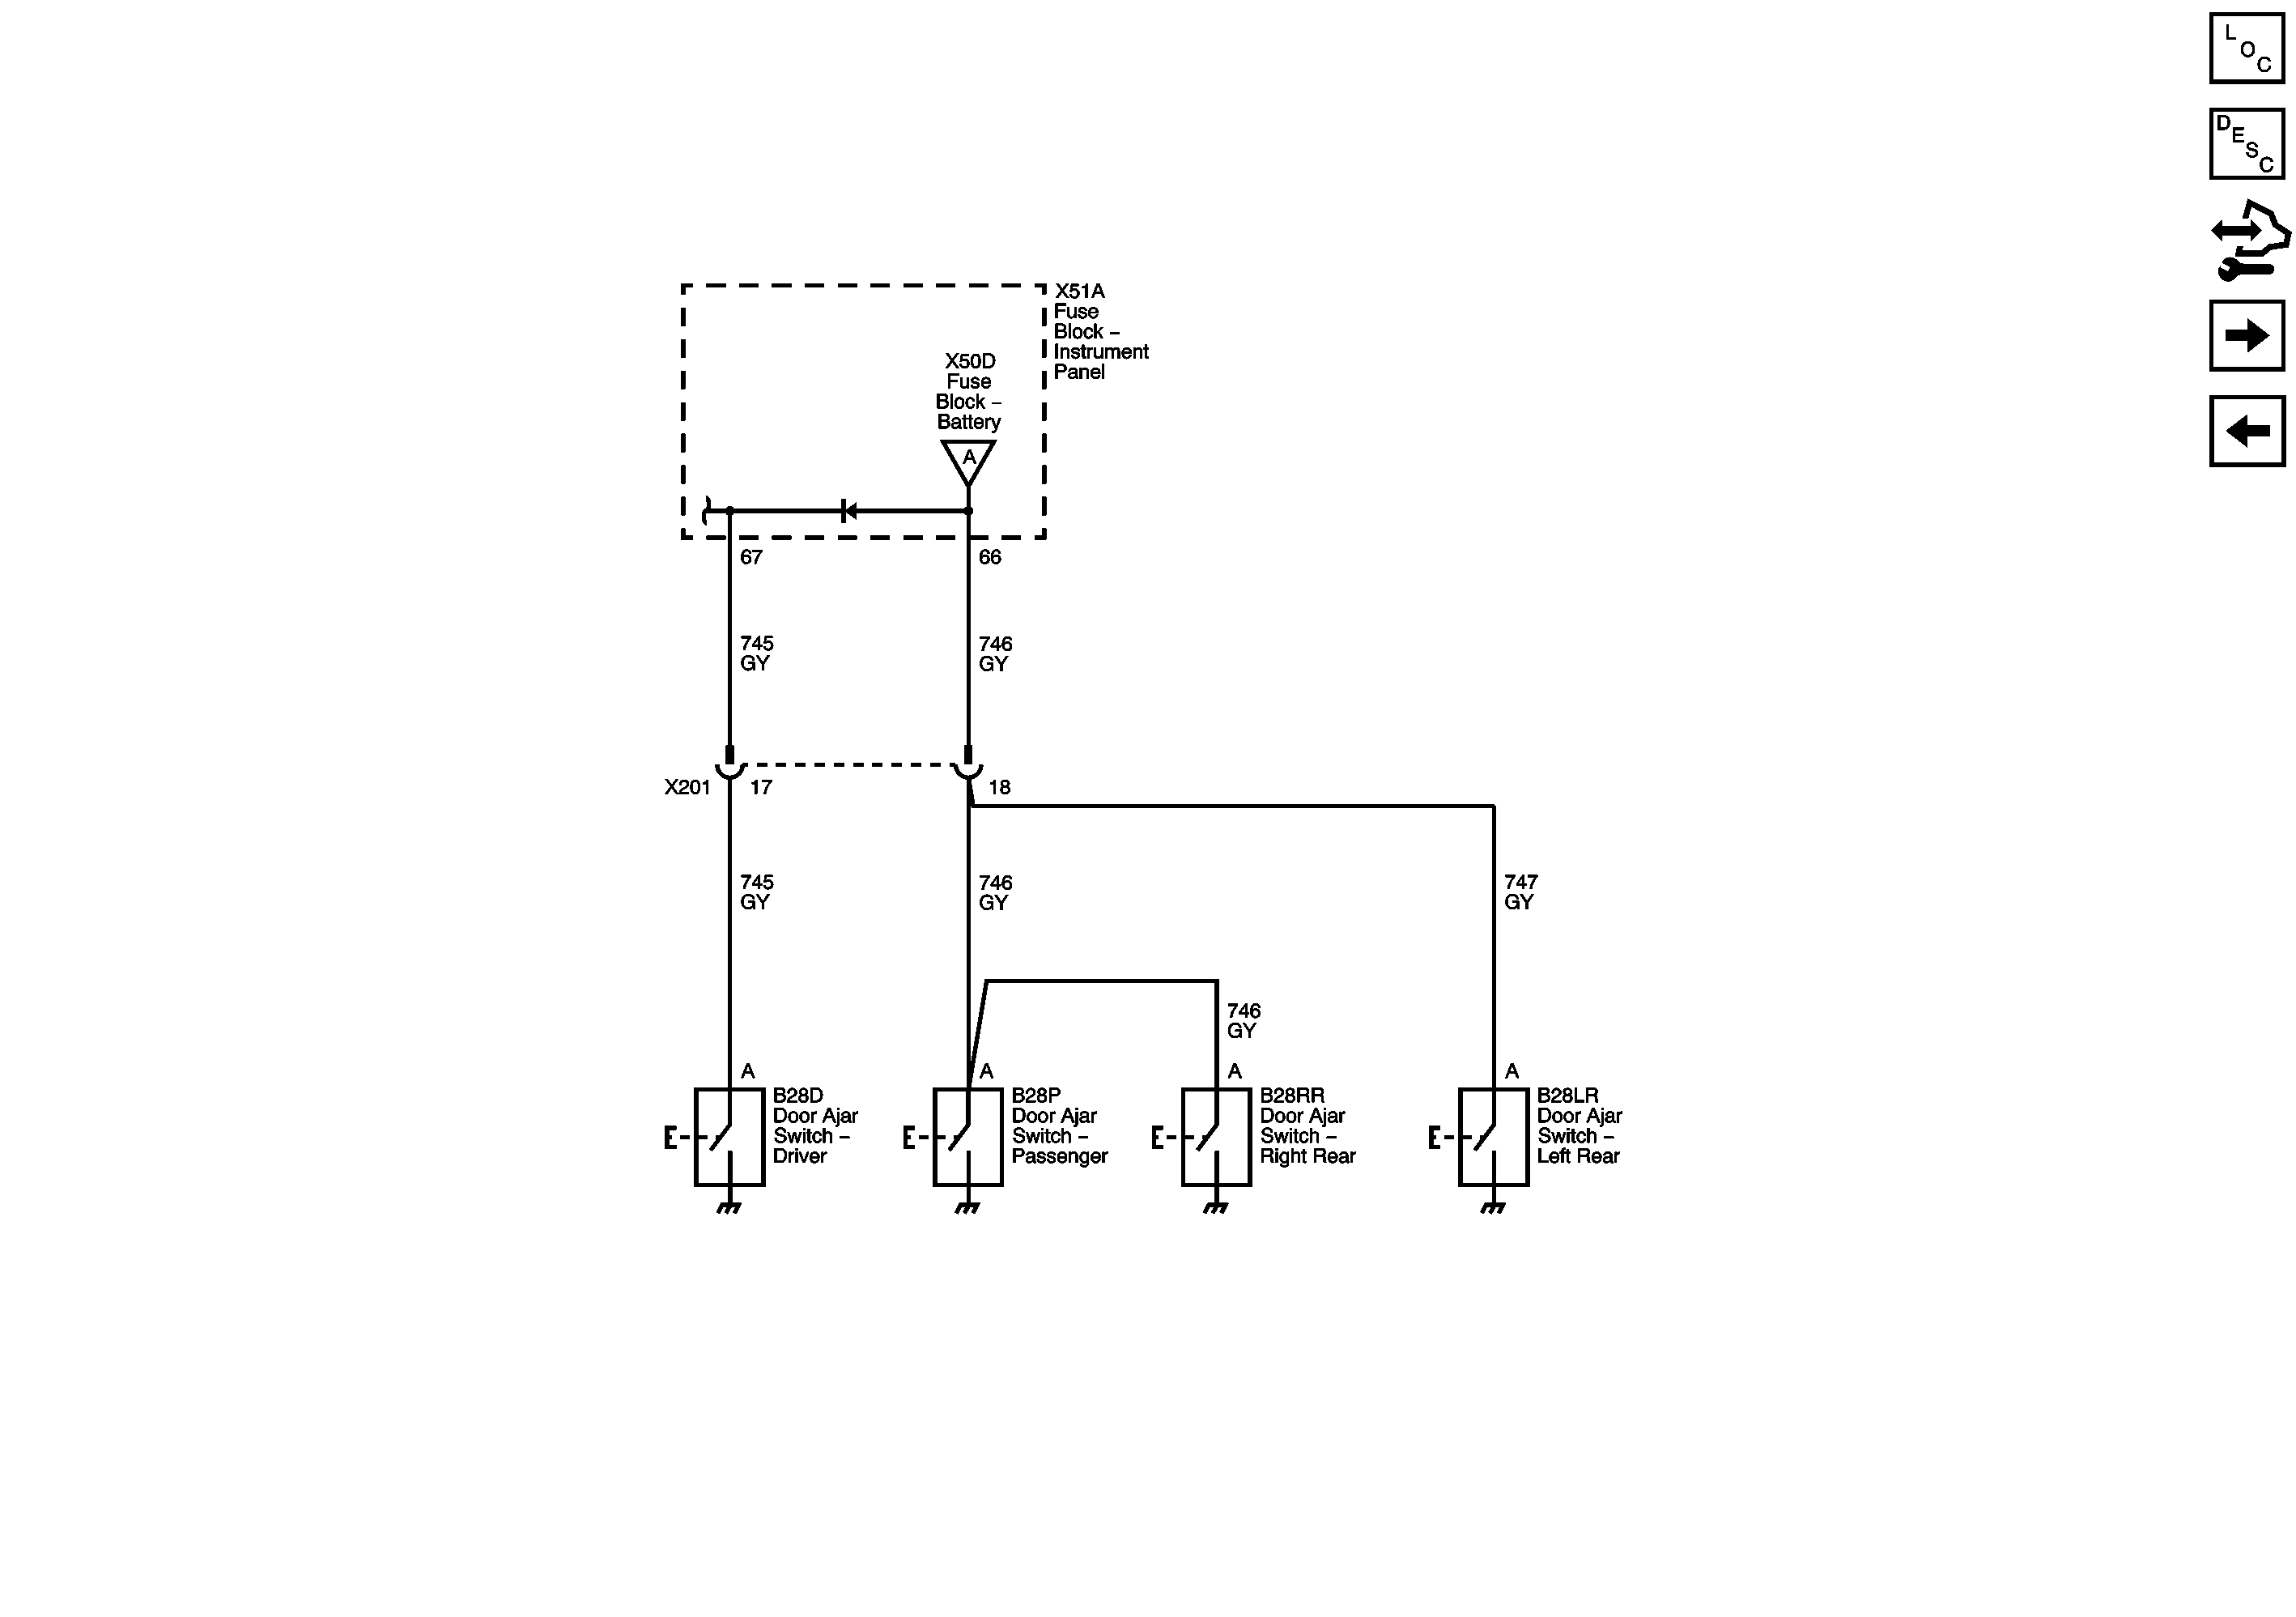 L
O
C
D
E
S
C
X51A
Fuse
Block –
Instrument
Panel
X50D
Fuse
Block –
Battery
A
67
66
745
GY
746
GY
X201
17
18
745
GY
746
GY
747
GY
746
GY
A
A
A
A
B28D
Door Ajar
Switch –
Driver
B28P
Door Ajar
Switch –
Passenger
B28RR
Door Ajar
Switch –
Right Rear
B28LR
Door Ajar
Switch –
Left Rear